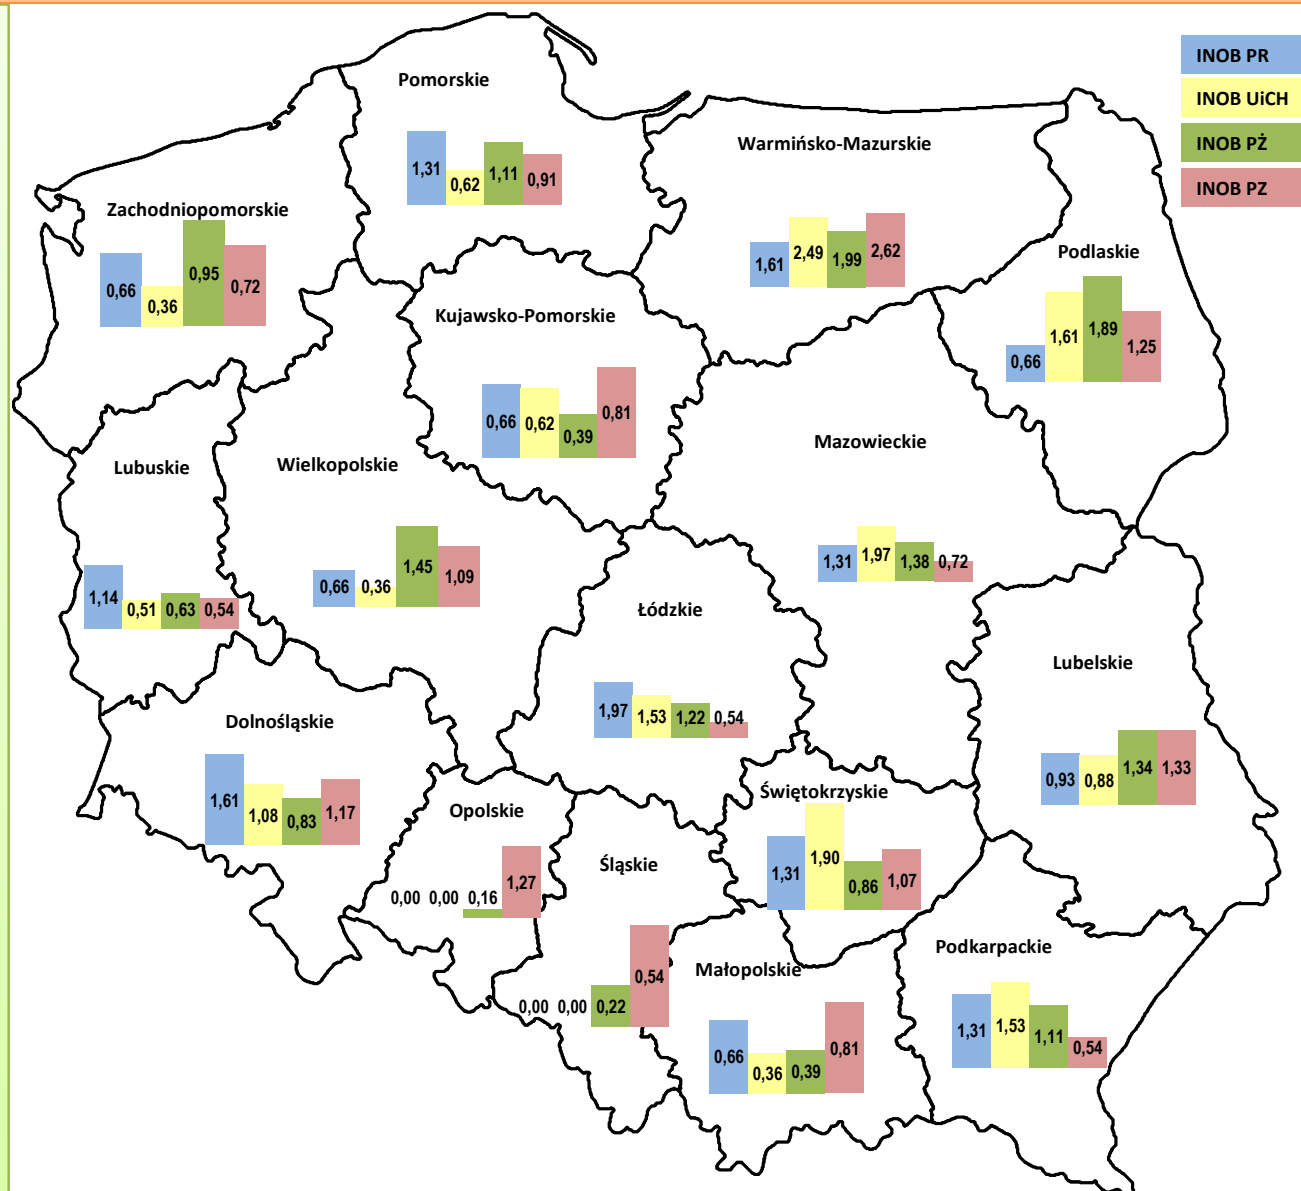 INOB PR
INOB UiCH
INOB PŻ
INOB PZ
Pomorskie
1,31 0,62 1,11 0,91
Warmińsko-Mazurskie
1,61 2,49 1,99 2,62
Zachodniopomorskie
0,66 0,36 0,95 0,72
Podlaskie
0,66 1,61 1,89 1,25
Kujawsko-Pomorskie
0,66 0,62 0,39 0,81
Mazowieckie
1,31 1,97 1,38 0,72
Lubuskie
1,14 0,51 0,63 0,54
Wielkopolskie
0,66 0,36 1,45 1,09
Łódzkie
1,97 1,53 1,22 0,54
Lubelskie
0,93 0,88 1,34 1,33
Dolnośląskie
1,61 1,08 0,83 1,17
Opolskie
0,00 0,00 0,16 1,27
Śląskie
0,00 0,00 0,22 0,54
Świętokrzyskie
1,31 1,90 0,86 1,07
Małopolskie
0,66 0,36 0,39 0,81
Podkarpackie
1,31 1,53 1,11 0,54